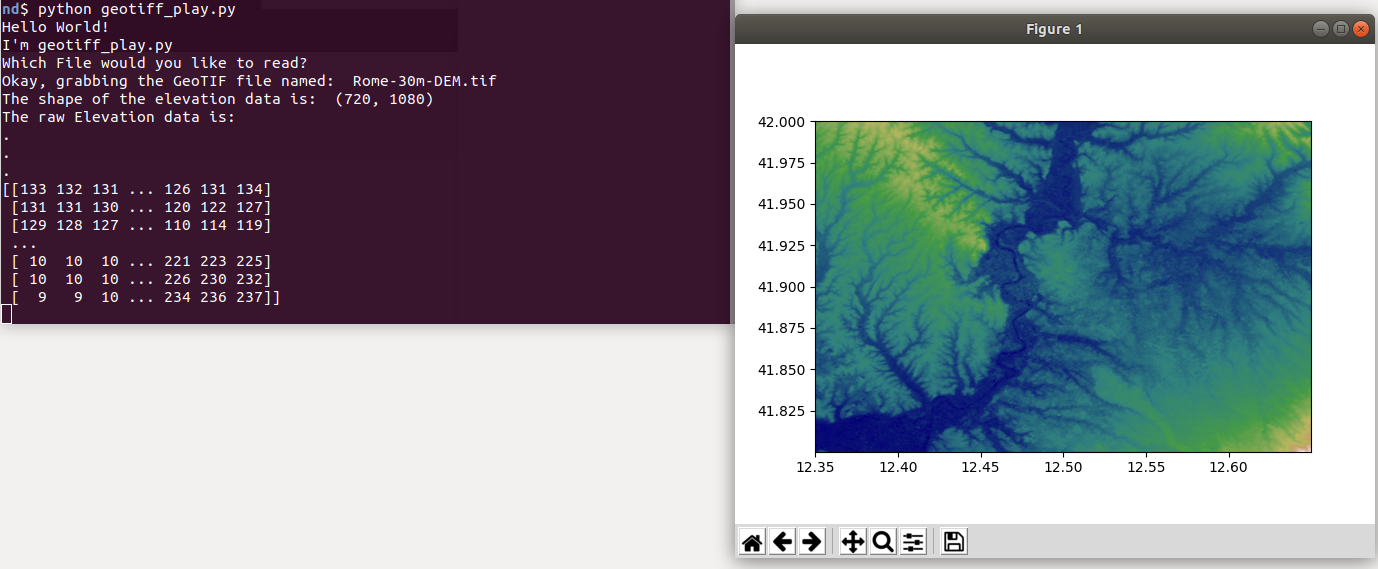 nd$ python geotiff_play.py
Hello World!
I'm geotiff_play.py
Which File would you like to read?
Okay, grabbing the GeoTIF file named:  Rome-30m-DEM.tif
The shape of the elevation data is:  (720, 1080)
The raw Elevation data is:
.
.
.
[[133 132 131 ... 126 131 134]
 [131 131 130 ... 120 122 127]
 [129 128 127 ... 110 114 119]
 ...
 [ 10  10  10 ... 221 223 225]
 [ 10  10  10 ... 226 230 232]
 [  9   9  10 ... 234 236 237]]
Figure 1
42.000
41.975
41.950
41.925
41.900
41.875
41.850
41.825
12.35 12.40 12.45 12.50 12.55 12.60